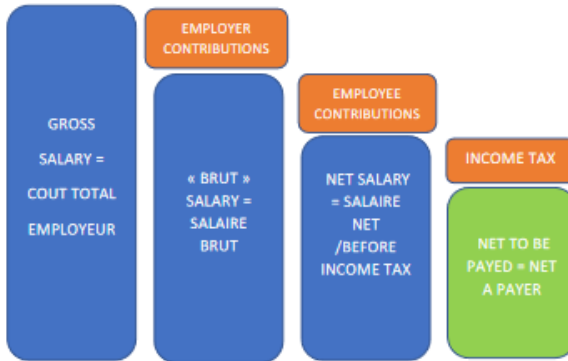 GROSS
SALARY =
COUT TOTAL
EMPLOYEUR
EMPLOYER
CONTRIBUTIONS
« BRUT »
SALARY =
SALAIRE
BRUT
EMPLOYEE
CONTRIBUTIONS
NET SALARY
= SALAIRE
NET
/BEFORE
INCOME TAX
INCOME TAX
NET TO BE
PAYED = NET
A PAYER